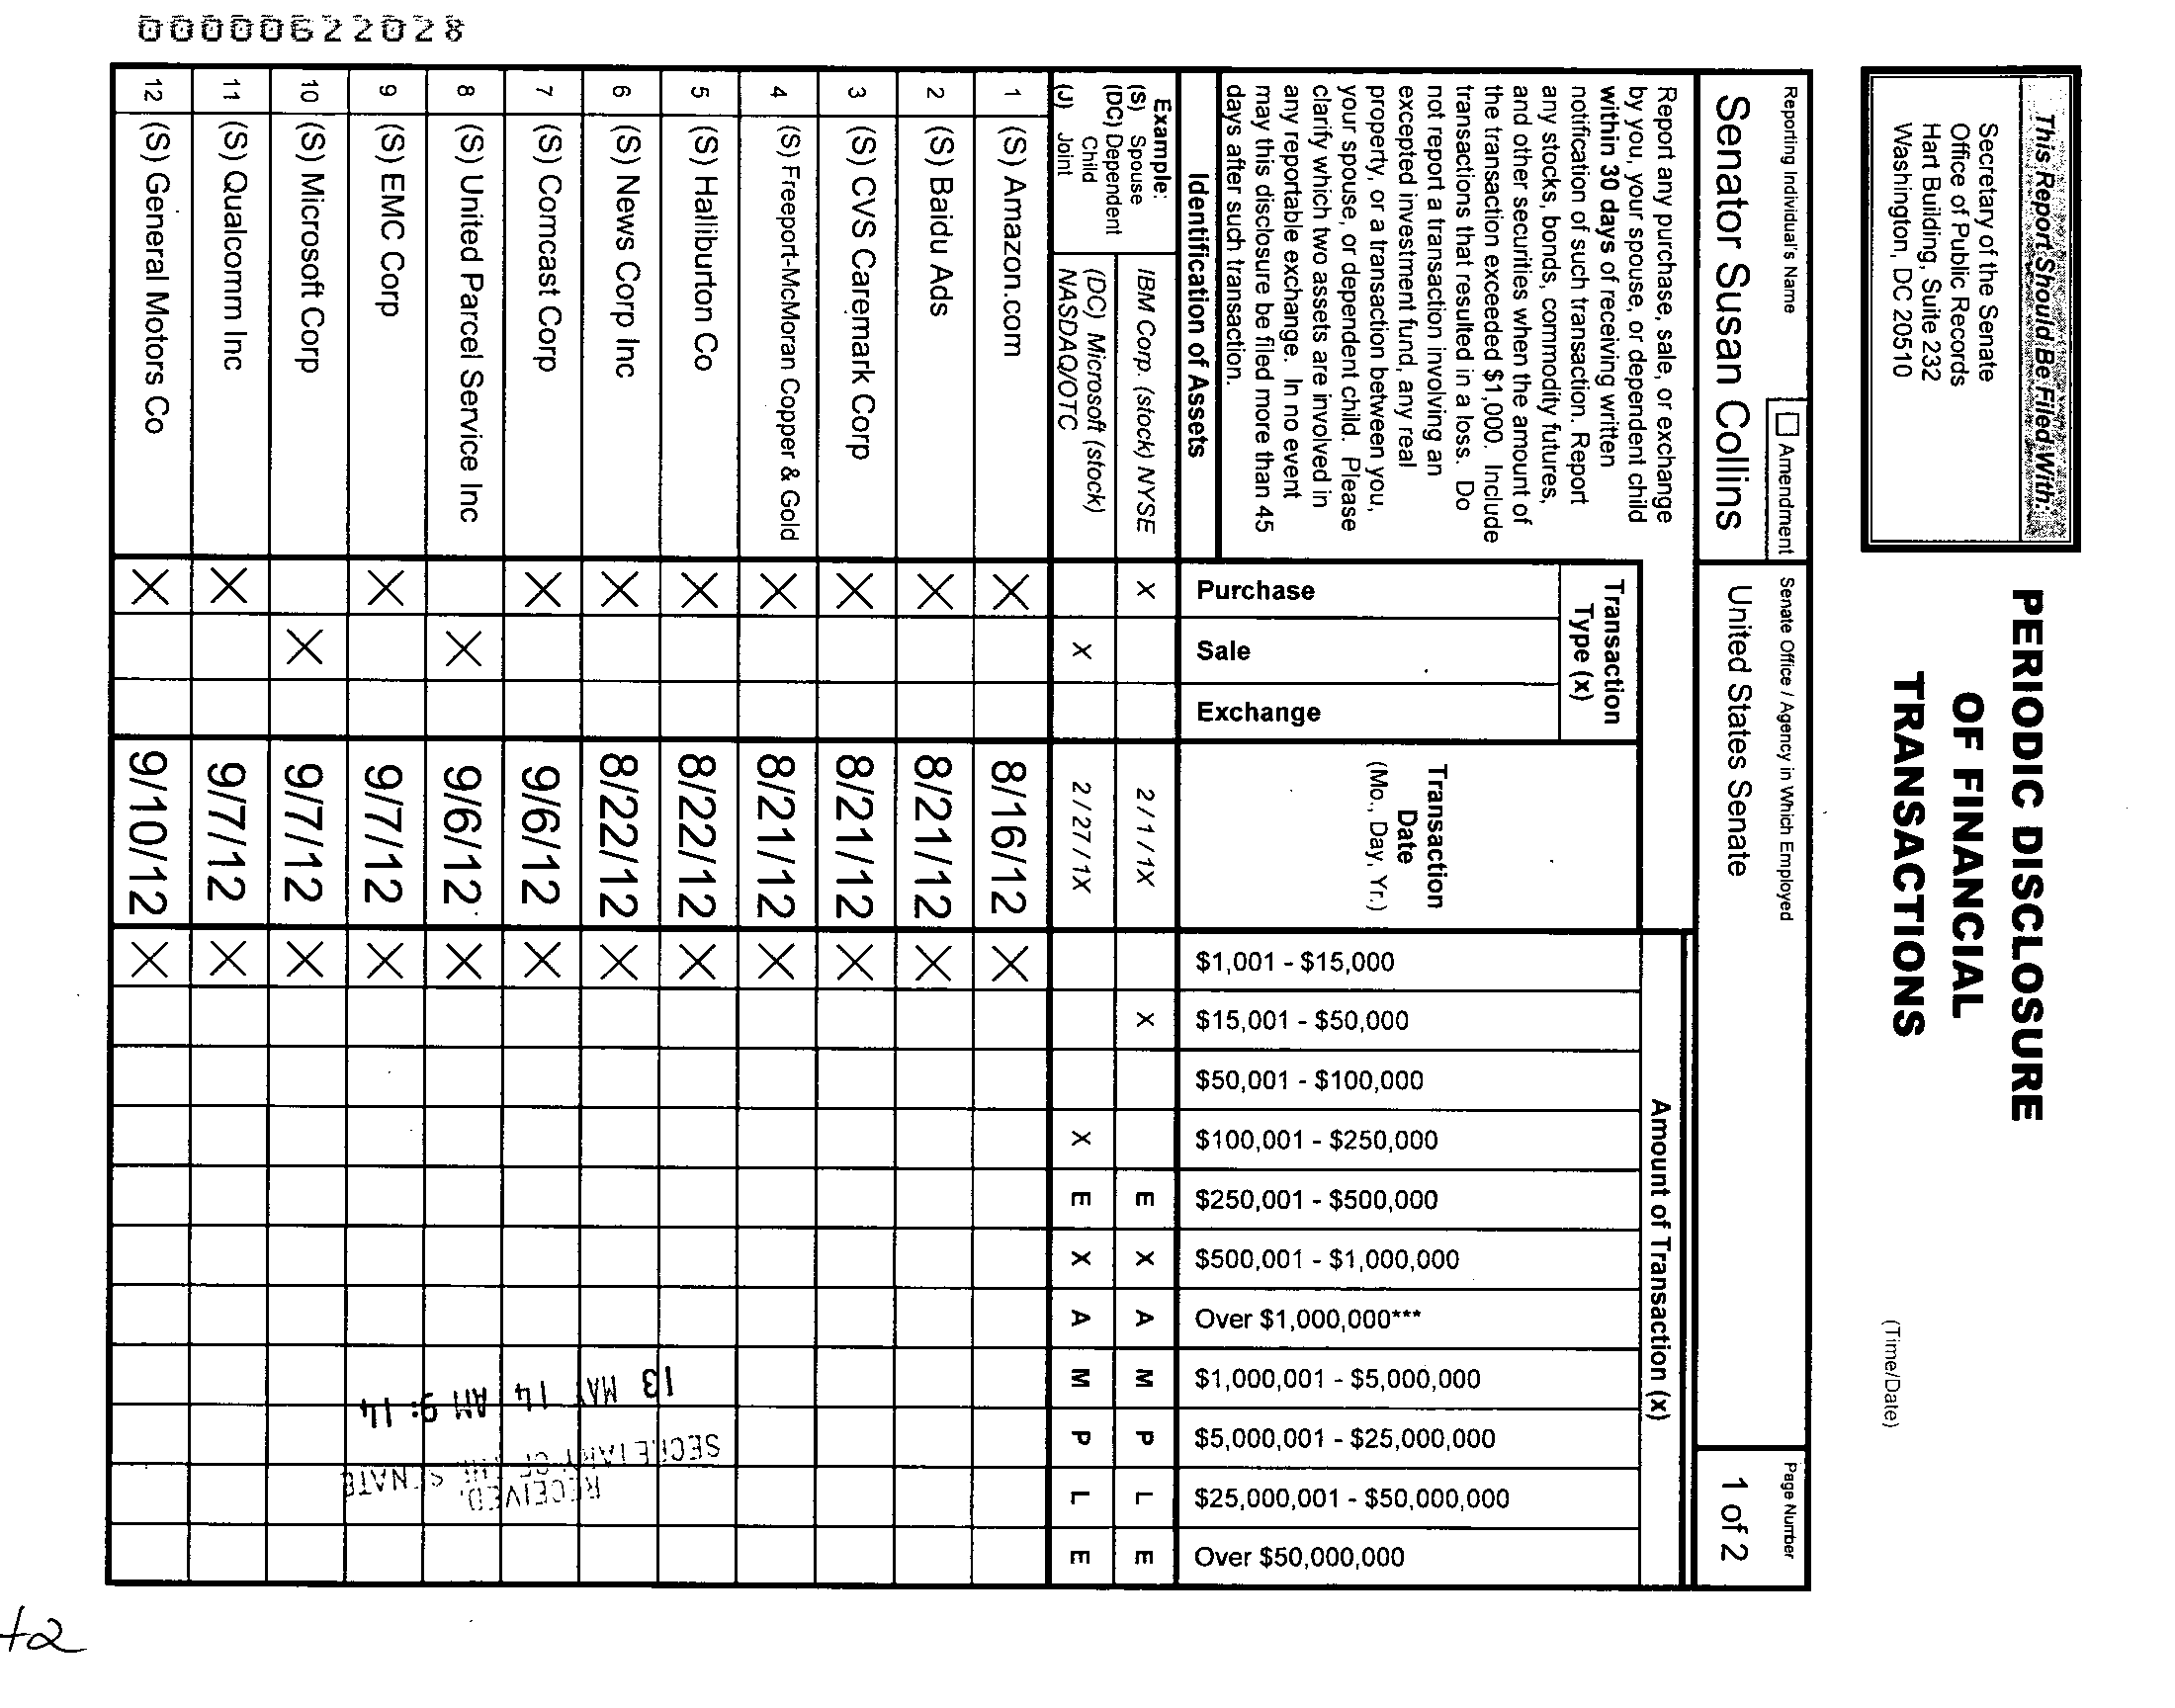 This Report Should Be Filed With:
Secretary of the Senate
Office of Public Records
Hart Building, Suite 232
Washington, DC 20510
PERIODIC DISCLOSURE
OF FINANCIAL
TRANSACTIONS
(Time/Date)
Reporting Individual's Name
Amendment
Senate Office / Agency in Which Employed
Page Number
Senator Susan Collins
United States Senate
1 of 2
Report any purchase, sale, or exchange
by you, your spouse, or dependent child
within 30 days of receiving written
notification of such transaction. Report
any stocks, bonds, commodity futures,
and other securities when the amount of
the transaction exceeded $1,000. Include
transactions that resulted in a loss. Do
not report a transaction involving an
excepted investment fund, any real
property, or a transaction between you,
your spouse, or dependent child. Please
clarify which two assets are involved in
any reportable exchange. In no event
may this disclosure be filed more than 45
days after such transaction.
Identification of Assets
Transaction
Type (x)
Purchase
Sale
Exchange
Transaction
Date
(Mo., Day, Yr.)
Amount of Transaction (x)
$1,001 - $15,000
$15,001 - $50,000
$50,001 - $100,000
$100,001 - $250,000
$250,001 - $500,000
$500,001 - $1,000,000
Over $1,000,000***
$1,000,001 - $5,000,000
$5,000,001 - $25,000,000
$25,000,001 - $50,000,000
Over $50,000,000
Example:
(S) Spouse
(DC) Dependent
Child
(J) Joint
IBM Corp. (stock) NYSE X 2 / 1 / 1X X E X A M P L E
(DC) Microsoft (stock)
NASDAQ/OTC X 2 / 27 / 1X X E X A M P L E
1 (S) Amazon.com X 8/16/12 X
2 (S) Baidu Ads X 8/21/12 X
3 (S) CVS Caremark Corp X 8/21/12 X
4 (S) Freeport-McMoran Copper & Gold X 8/21/12 X
5 (S) Halliburton Co X 8/22/12 X
6 (S) News Corp Inc X 8/22/12 X
7 (S) Comcast Corp X 9/6/12 X
8 (S) United Parcel Service Inc X 9/6/12 X
9 (S) EMC Corp X 9/7/12 X
10 (S) Microsoft Corp X 9/7/12 X
11 (S) Qualcomm Inc X 9/7/12 X
12 (S) General Motors Co X 9/10/12 X
RECEIVED
SECRETARY OF THE SENATE
13 MAY 14 AM 9: 14
00000622028